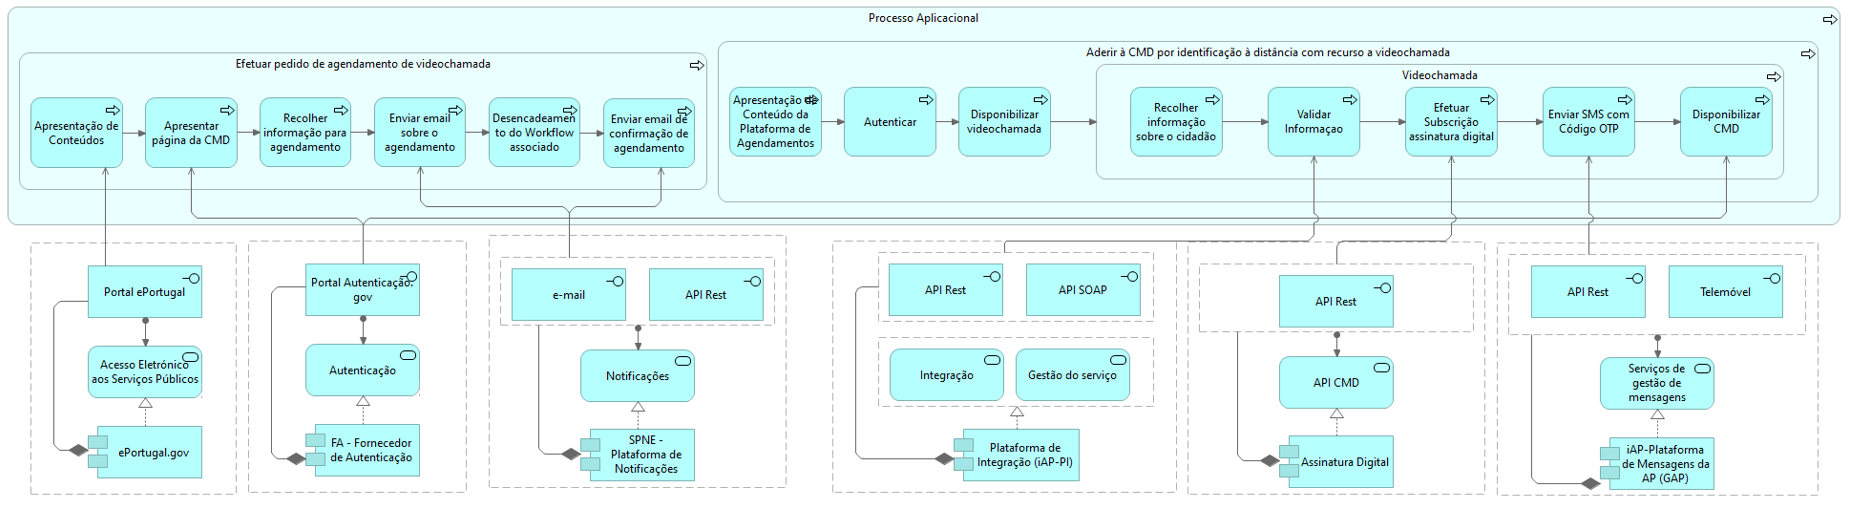 Processo Aplicacional
Efetuar pedido de agendamento de videochamada
Apresentação de
Conteúdos
Apresentar
página da CMD
Recolher
informação para
agendamento
Enviar email
sobre o
agendamento
Desencadeame
nto do Workflow
associado
Enviar email de
confirmação de
agendamento
Aderir à CMD por identificação à distância com recurso a videochamada
Apresentação de
Conteúdo da
Plataforma de
Agendamentos
Autenticar
Disponibilizar
videochamada
Videochamada
Recolher
informação
sobre o cidadão
Validar
Informaçao
Efetuar
Subscrição
assinatura digital
Enviar SMS com
Código OTP
Disponibilizar
CMD
Portal ePortugal
Acesso Eletrónico
aos Serviços Públicos
ePortugal.gov
Portal Autenticação.
gov
Autenticação
FA - Fornecedor
de Autenticação
e-mail
API Rest
Notificações
SPNE -
Plataforma de
Notificações
API Rest
API SOAP
Integração
Gestão do serviço
Plataforma de
Integração (iAP-PI)
API Rest
API CMD
Assinatura Digital
API Rest
Telemóvel
Serviços de
gestão de
mensagens
iAP-Plataforma
de Mensagens da
AP (GAP)